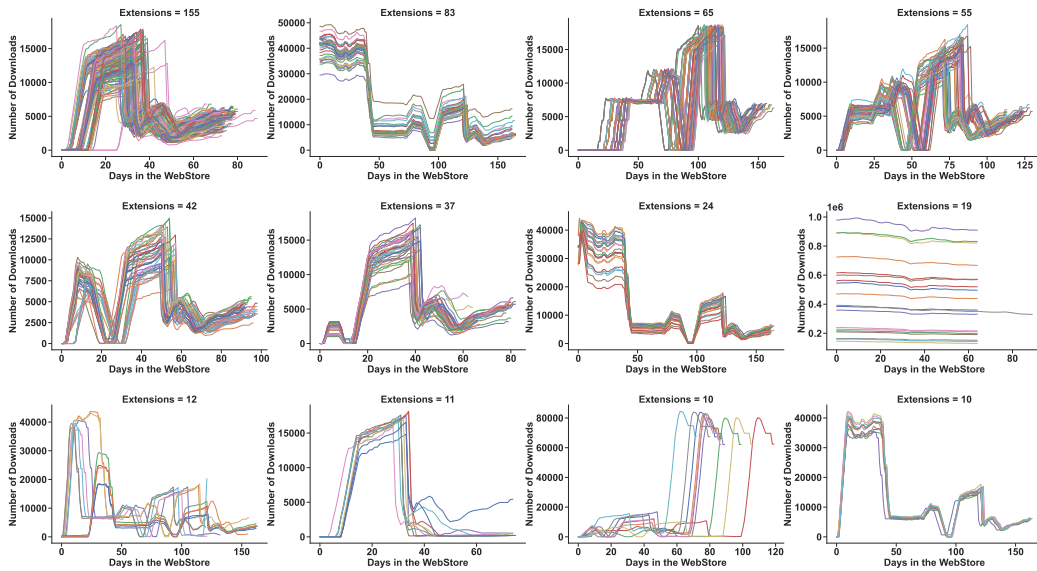 Extensions = 155
Number of Downloads
15000
10000
5000
0
0 20 40 60 80
Days in the WebStore
Extensions = 83
Number of Downloads
50000
40000
30000
20000
10000
0
0 50 100 150
Days in the WebStore
Extensions = 65
Number of Downloads
15000
10000
5000
0
0 50 100 150
Days in the WebStore
Extensions = 55
Number of Downloads
15000
10000
5000
0
0 25 50 75 100 125
Days in the WebStore
Extensions = 42
Number of Downloads
15000
12500
10000
7500
5000
2500
0
0 20 40 60 80 100
Days in the WebStore
Extensions = 37
Number of Downloads
15000
10000
5000
0
0 20 40 60 80
Days in the WebStore
Extensions = 24
Number of Downloads
40000
30000
20000
10000
0
0 50 100 150
Days in the WebStore
Extensions = 19
1e6
Number of Downloads
1.0
0.8
0.6
0.4
0.2
0 20 40 60 80
Days in the WebStore
Extensions = 12
Number of Downloads
40000
30000
20000
10000
0
0 50 100 150
Days in the WebStore
Extensions = 11
Number of Downloads
15000
10000
5000
0
0 20 40 60
Days in the WebStore
Extensions = 10
Number of Downloads
80000
60000
40000
20000
0
0 20 40 60 80 100 120
Days in the WebStore
Extensions = 10
Number of Downloads
40000
30000
20000
10000
0
0 50 100 150
Days in the WebStore